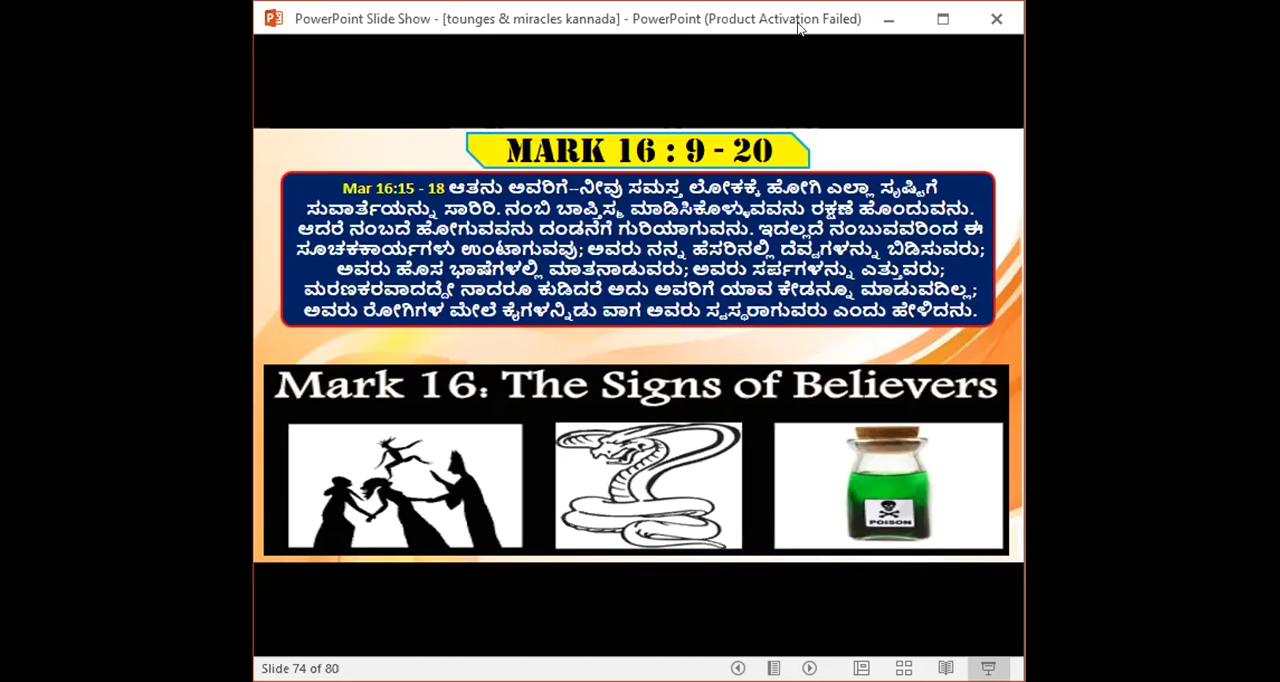 PowerPoint Slide Show - [tounges & miracles kannada] - PowerPoint (Product Activation Failed)
MARK 16 : 9 - 20
Mar 16:15 - 18 ಆತನು ಅವರಿಗೆ-ನೀವು ಸಮಸ್ತ ಲೋಕಕ್ಕೆ ಹೋಗಿ ಎಲ್ಲಾ ಸೃಷ್ಟಿಗೆ
ಸುವಾರ್ತೆಯನ್ನು ಸಾರಿರಿ. ನಂಬಿ ಬಾಪ್ತಿಸ್ಮ ಮಾಡಿಸಿಕೊಳ್ಳುವವನು ರಕ್ಷಣೆ ಹೊಂದುವನು.
ಆದರೆ ನಂಬದೆ ಹೋಗುವವನು ದಂಡನೆಗೆ ಗುರಿಯಾಗುವನು. ಇದಲ್ಲದೆ ನಂಬುವವರಿಂದ ಈ
ಸೂಚಕಕಾರ್ಯಗಳು ಉಂಟಾಗುವವು; ಅವರು ನನ್ನ ಹೆಸರಿನಲ್ಲಿ ದೆವ್ವಗಳನ್ನು ಬಿಡಿಸುವರು;
ಅವರು ಹೊಸ ಭಾಷೆಗಳಲ್ಲಿ ಮಾತನಾಡುವರು; ಅವರು ಸರ್ಪಗಳನ್ನು ಎತ್ತುವರು;
ಮರಣಕರವಾದದ್ದೇ ನಾದರೂ ಕುಡಿದರೆ ಅದು ಅವರಿಗೆ ಯಾವ ಕೇಡನ್ನೂ ಮಾಡುವದಿಲ್ಲ;
ಅವರು ರೋಗಿಗಳ ಮೇಲೆ ಕೈಗಳನ್ನಿಡು ವಾಗ ಅವರು ಸ್ವಸ್ಥರಾಗುವರು ಎಂದು ಹೇಳಿದನು.
Mark 16: The Signs of Believers
POISON
Slide 74 of 80